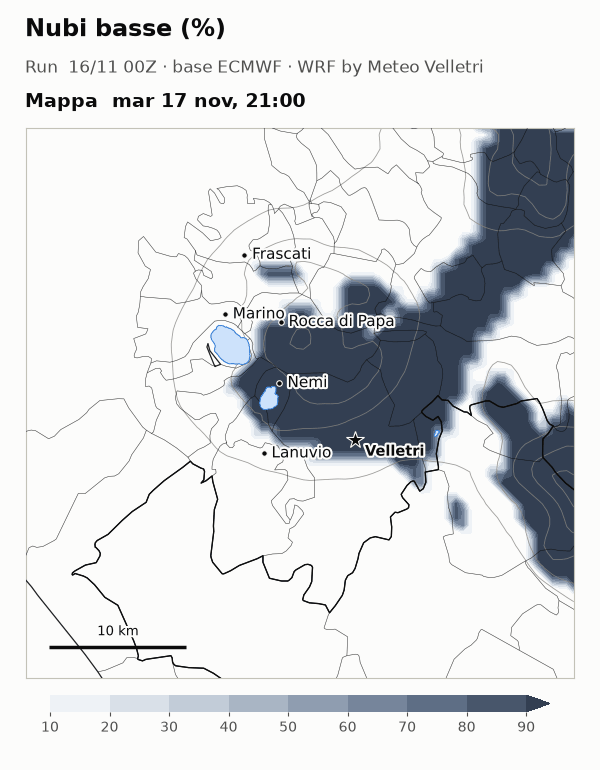 Nubi basse (%)
Run  16/11 00Z · base ECMWF · WRF by Meteo Velletri
Mappa  mar 17 nov, 21:00
Frascati
Marino
Rocca di Papa
Nemi
Velletri
Lanuvio
10 km
10 20 30 40 50 60 70 80 90